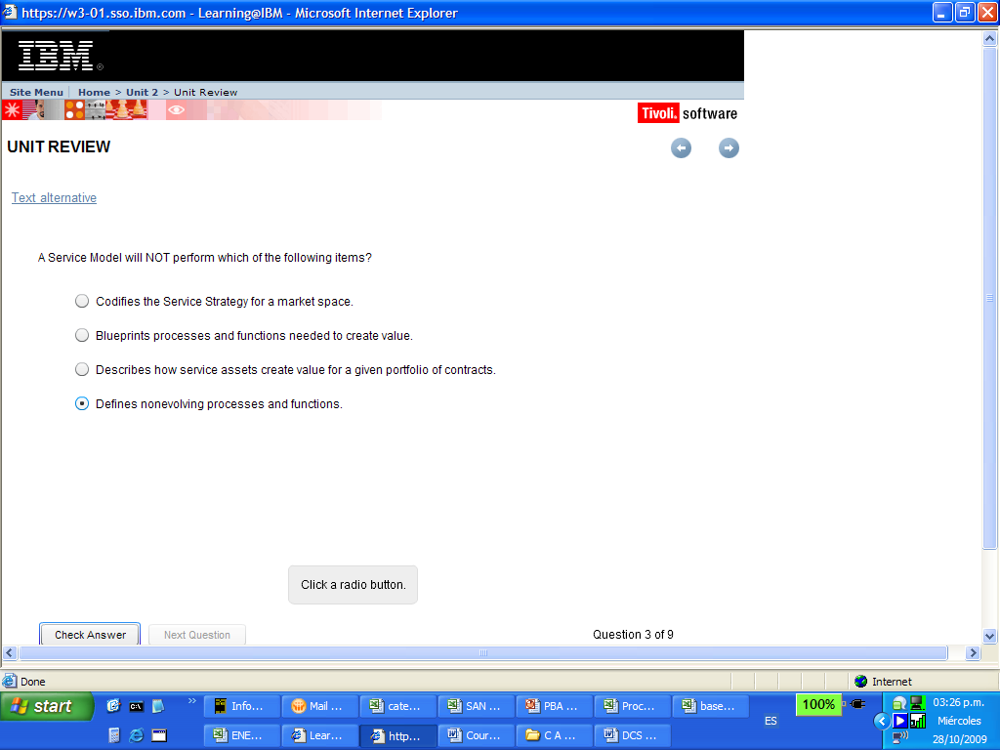 https://w3-01.sso.ibm.com - Learning@IBM - Microsoft Internet Explorer
IBM®
Site Menu Home > Unit 2 > Unit Review
Tivoli. software
UNIT REVIEW
Text alternative
A Service Model will NOT perform which of the following items?
Codifies the Service Strategy for a market space.
Blueprints processes and functions needed to create value.
Describes how service assets create value for a given portfolio of contracts.
Defines nonevolving processes and functions.
Click a radio button.
Check Answer Next Question Question 3 of 9
Done Internet
start Info... Mail ... cate... SAN ... PBA ... Proc... base... 100% 03:26 p.m.
ES Miércoles
ENE... Lear... http... Cour... C A ... DCS ... 28/10/2009